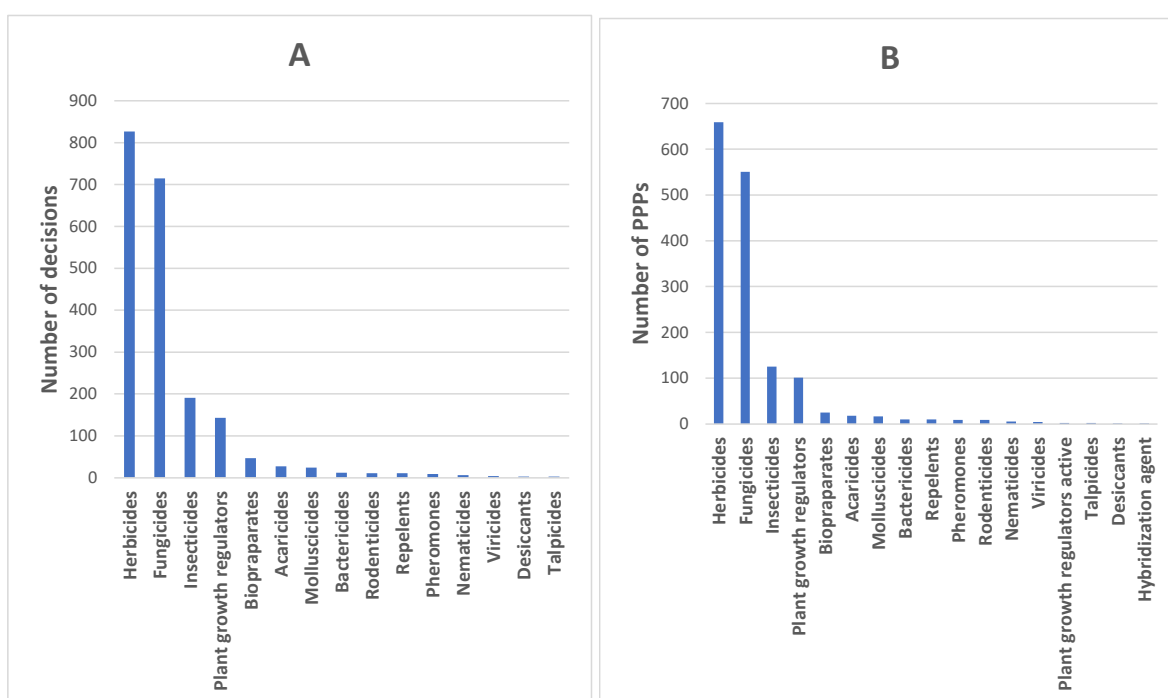 A
Number of decisions
900
800
700
600
500
400
300
200
100
0
Herbicides
Fungicides
Insecticides
Plant growth regulators
Biopraparates
Acaricides
Molluscicides
Bactericides
Rodenticides
Repelents
Pheromones
Nematicides
Viricides
Desiccants
Talpicides
B
Number of PPPs
700
600
500
400
300
200
100
0
Herbicides
Fungicides
Insecticides
Plant growth regulators
Biopraparates
Acaricides
Molluscicides
Bactericides
Repelents
Pheromones
Rodenticides
Nematicides
Viricides
Plant growth regulators active
Talpicides
Desiccants
Hybridization agent